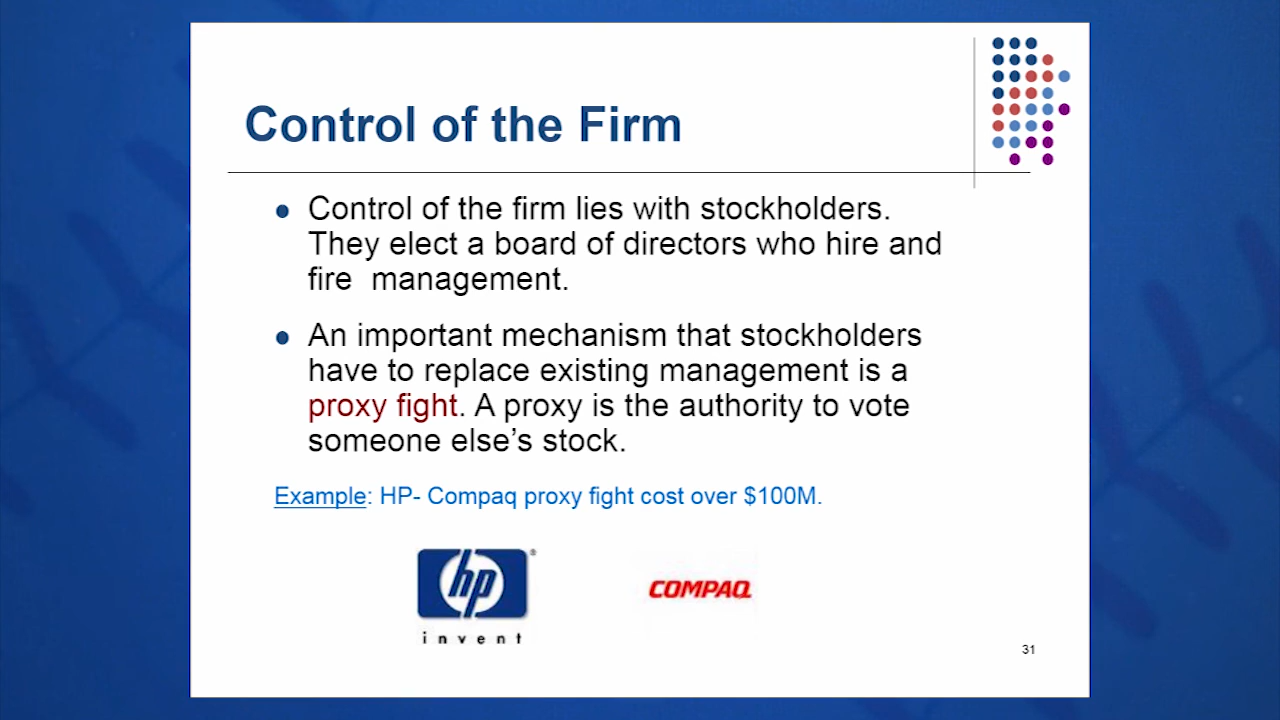 Control of the Firm
Control of the firm lies with stockholders.
They elect a board of directors who hire and
fire  management.
An important mechanism that stockholders
have to replace existing management is a
proxy fight. A proxy is the authority to vote
someone else’s stock.
Example: HP- Compaq proxy fight cost over $100M.
hp®
COMPAQ
invent
31